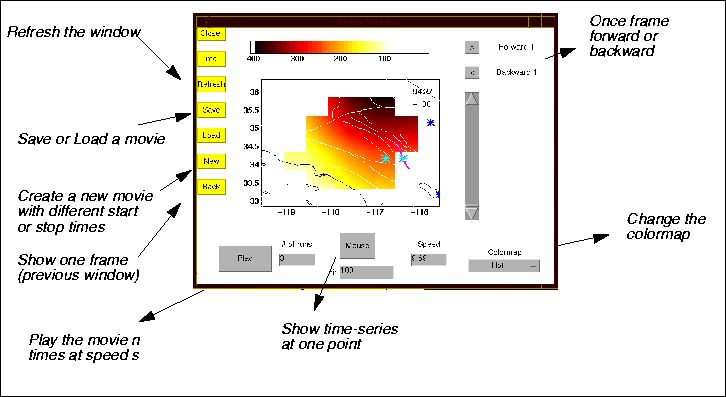 Refresh the window
Save or Load a movie
Create a new movie
with different start
or stop times
Show one frame
(previous window)
Play the movie n
times at speed s
Close
Info
Refresh
Save
Load
New
Back
400 300 200 100
36
35.5
35
34.5
34
33.5
33
-119 -118 -117 -116
Play
# of runs
Mouse
100
Speed
Colormap
Hot
> Forward 1
< Backward 1
Show time-series
at one point
Once frame
forward or
backward
Change the
colormap